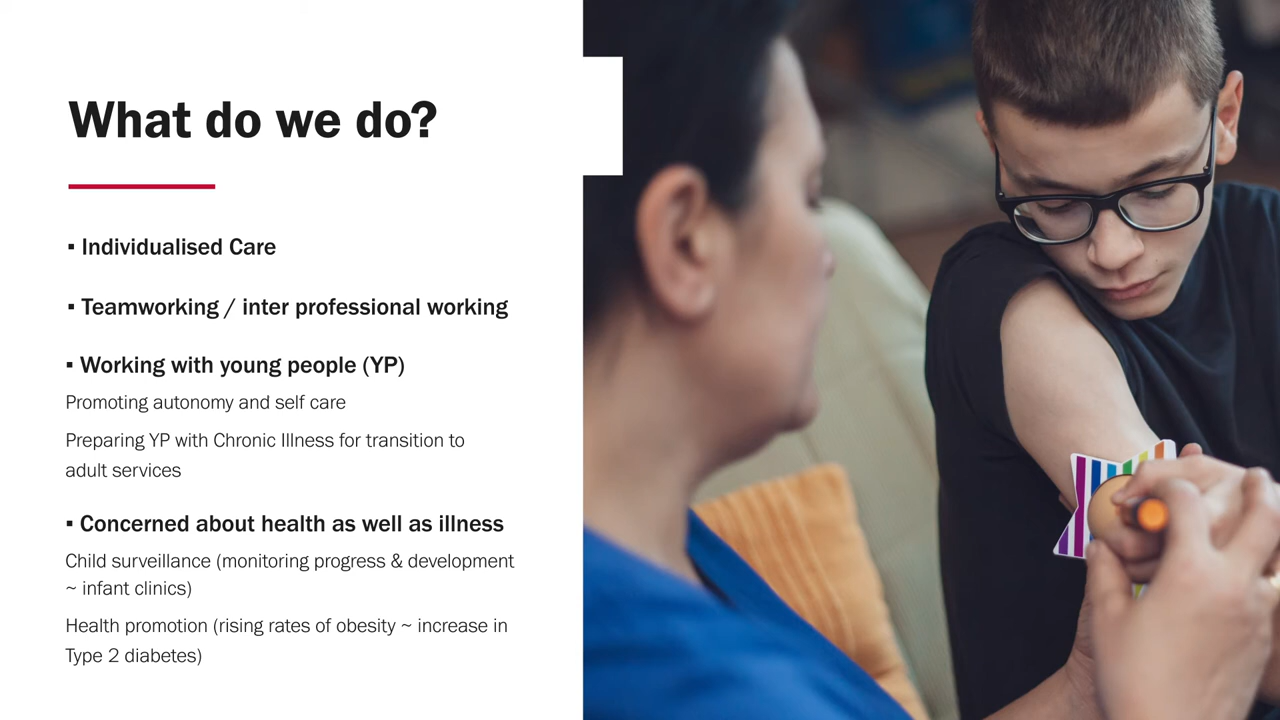 What do we do?
▪ Individualised Care
▪ Teamworking / inter professional working
▪ Working with young people (YP)
Promoting autonomy and self care
Preparing YP with Chronic Illness for transition to
adult services
▪ Concerned about health as well as illness
Child surveillance (monitoring progress & development
~ infant clinics)
Health promotion (rising rates of obesity ~ increase in
Type 2 diabetes)